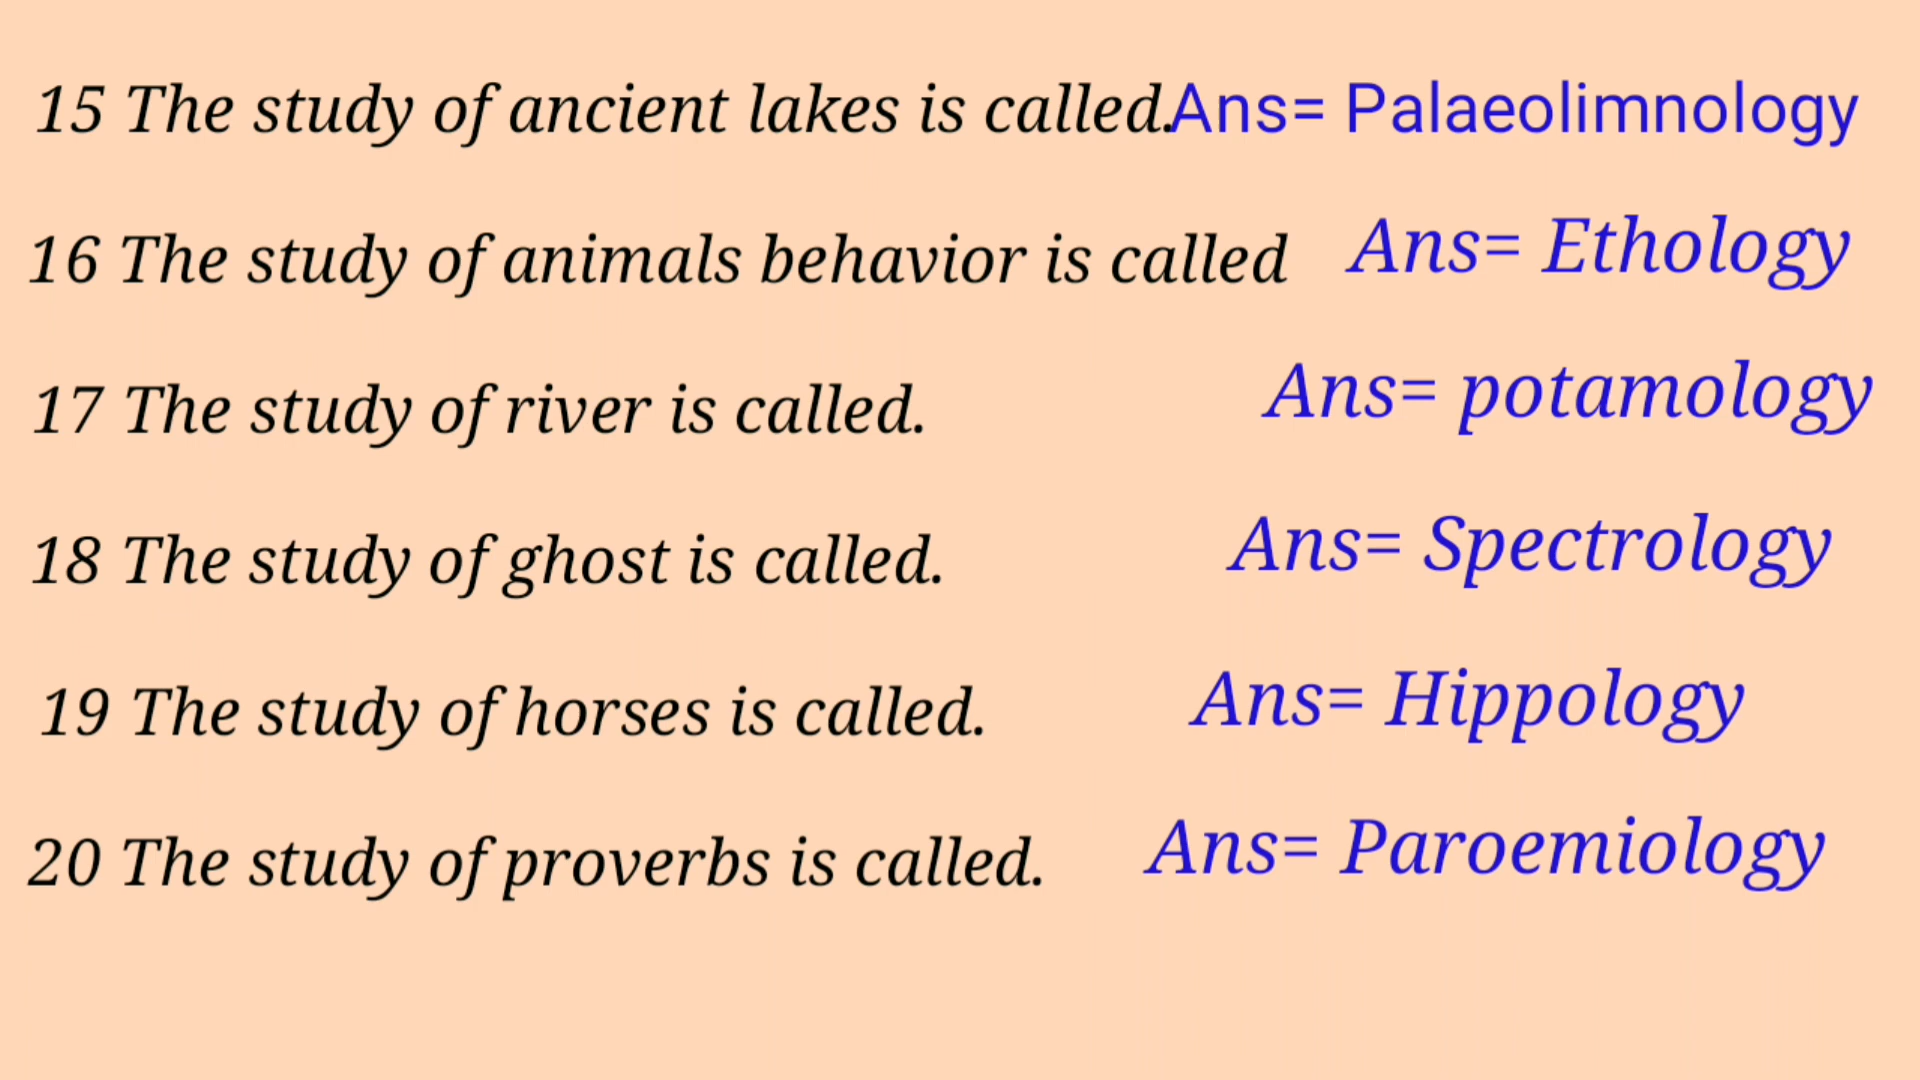 15 The study of ancient lakes is called. Ans= Palaeolimnology
16 The study of animals behavior is called Ans= Ethology
17 The study of river is called. Ans= potamology
18 The study of ghost is called. Ans= Spectrology
19 The study of horses is called. Ans= Hippology
20 The study of proverbs is called. Ans= Paroemiology